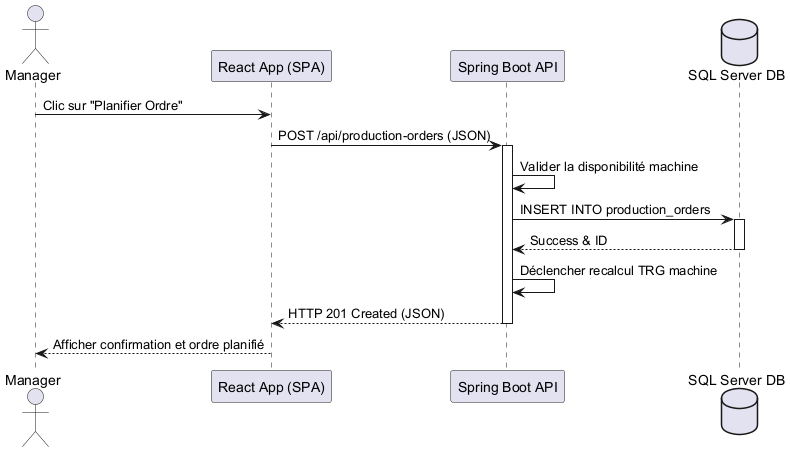 Manager
React App (SPA)
Spring Boot API
SQL Server DB
Clic sur "Planifier Ordre"
POST /api/production-orders (JSON)
Valider la disponibilité machine
INSERT INTO production_orders
Success & ID
Déclencher recalcul TRG machine
HTTP 201 Created (JSON)
Afficher confirmation et ordre planifié
Manager
React App (SPA)
Spring Boot API
SQL Server DB